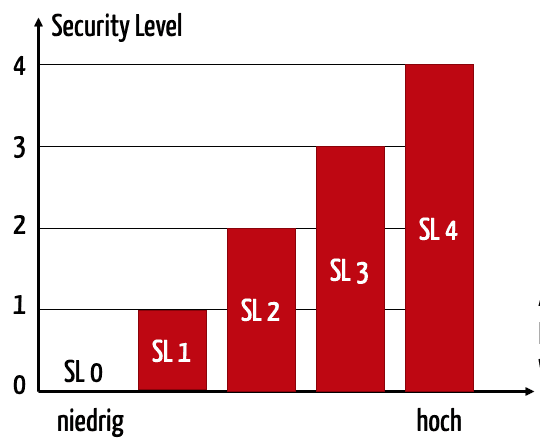 Security Level
4
3
2
1
0
SL 0
SL 1
SL 2
SL 3
SL 4
niedrig
hoch